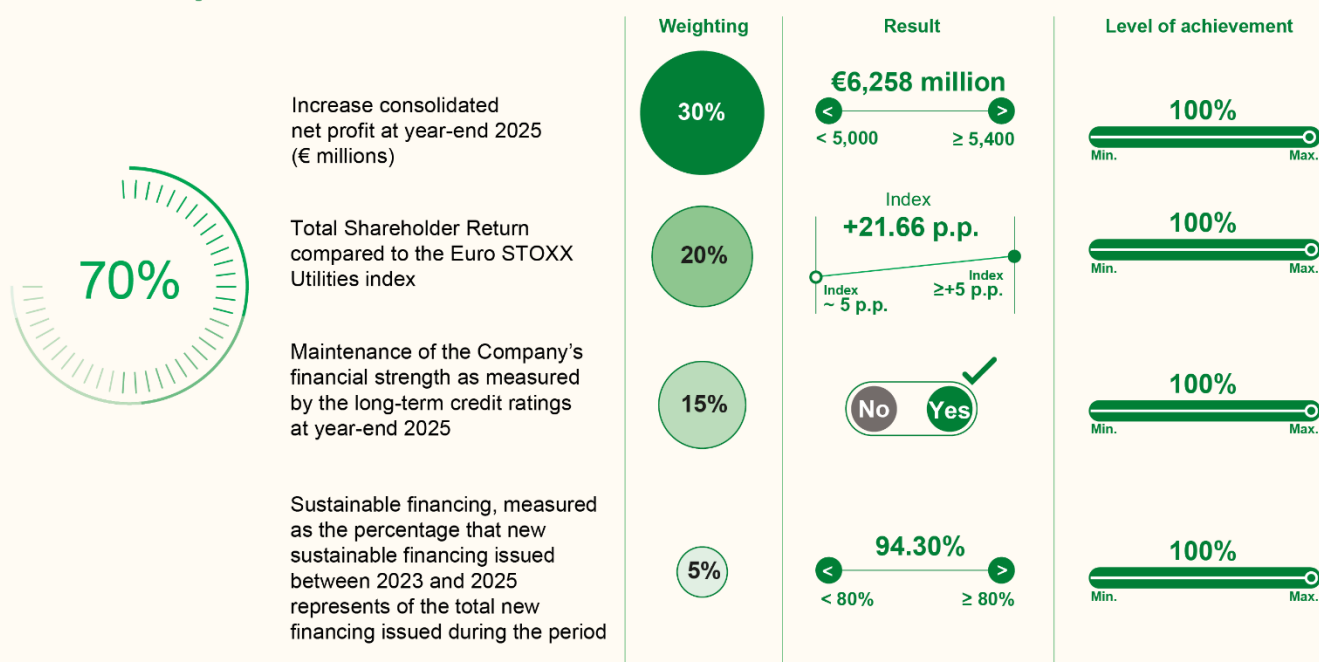 Weighting
Result
Level of achievement
Increase consolidated
net profit at year-end 2025
(€ millions)
30%
€6,258 million
<
>
< 5,000
≥ 5,400
100%
Min.
Max.
70%
Total Shareholder Return
compared to the Euro STOXX
Utilities index
20%
Index
+21.66 p.p.
Index
~ 5 p.p.
Index
≥+5 p.p.
100%
Min.
Max.
Maintenance of the Company’s
financial strength as measured
by the long-term credit ratings
at year-end 2025
15%
No
Yes
100%
Min.
Max.
Sustainable financing, measured
as the percentage that new
sustainable financing issued
between 2023 and 2025
represents of the total new
financing issued during the period
5%
94.30%
<
>
< 80%
≥ 80%
100%
Min.
Max.